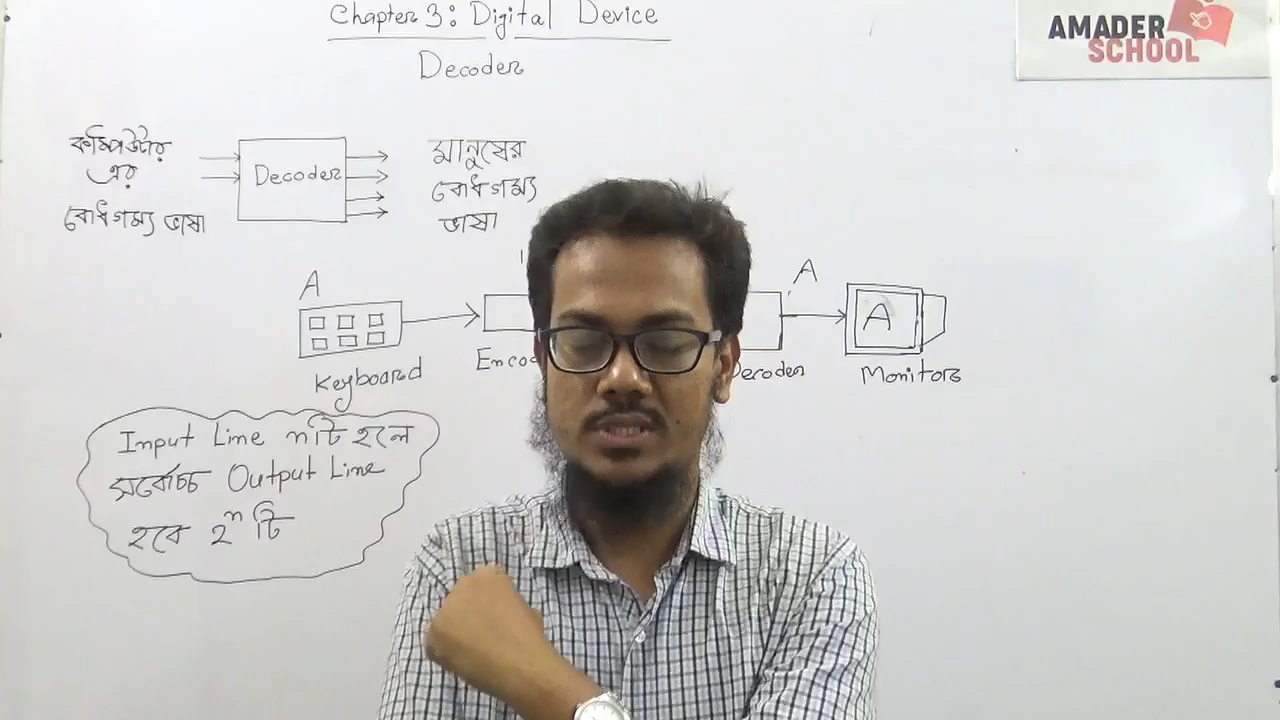 Chapter 3: Digital Device
Decoder
AMADER
SCHOOL
কম্পিউটার
এর
বোধগম্য ভাষা
Decoder
মানুষের
বোধগম্য
ভাষা
A
A
A
Keyboard
Encod
Decoder
Monitor
Input Line n টি হলে
সর্বোচ্চ Output Line
হবে 2ⁿ টি